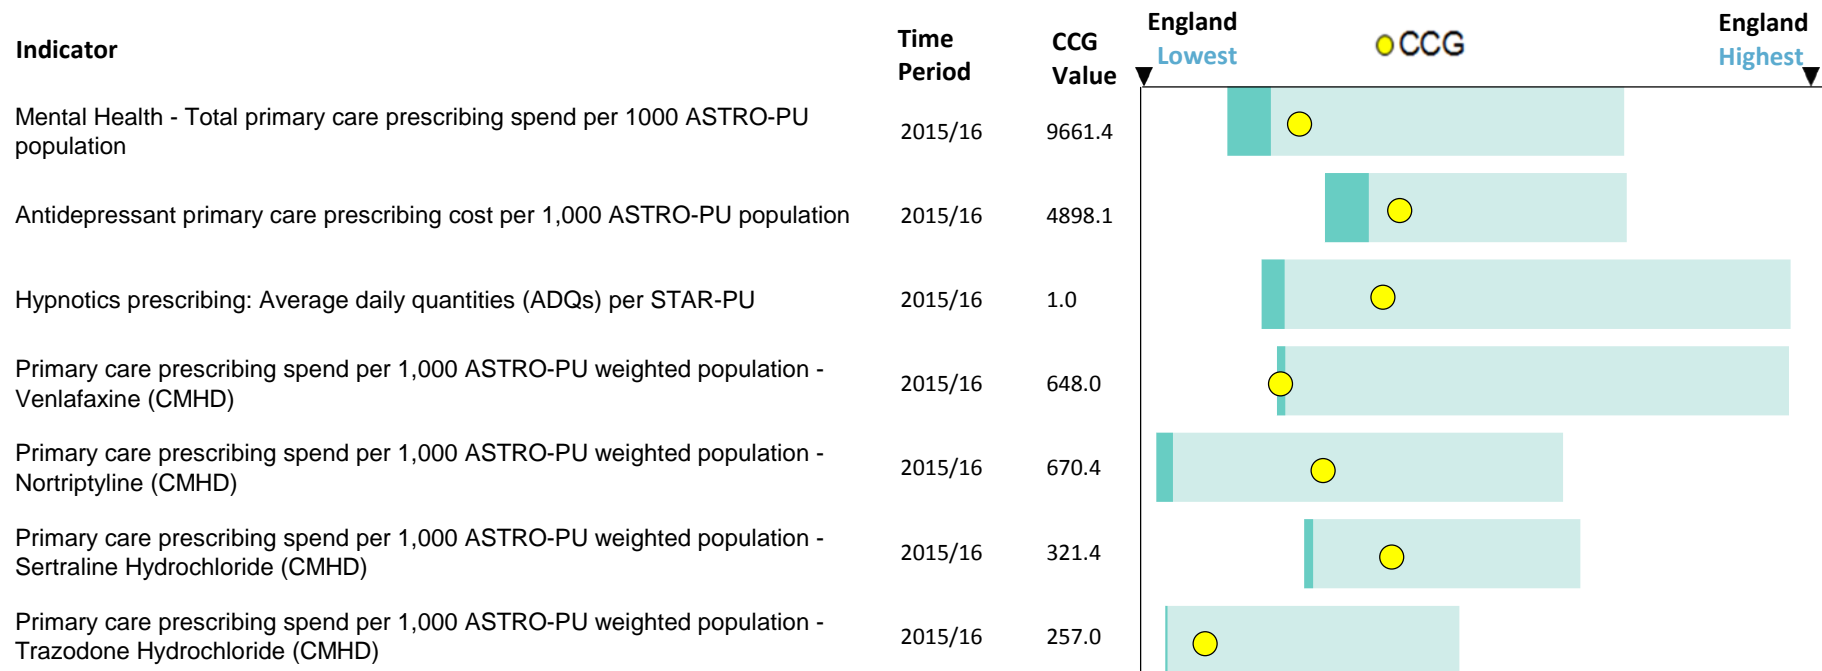 Indicator
Time Period
CCG Value
England Lowest
CCG
England Highest
Mental Health - Total primary care prescribing spend per 1000 ASTRO-PU
population
2015/16
9661.4
Antidepressant primary care prescribing cost per 1,000 ASTRO-PU population
2015/16
4898.1
Hypnotics prescribing: Average daily quantities (ADQs) per STAR-PU
2015/16
1.0
Primary care prescribing spend per 1,000 ASTRO-PU weighted population -
Venlafaxine (CMHD)
2015/16
648.0
Primary care prescribing spend per 1,000 ASTRO-PU weighted population -
Nortriptyline (CMHD)
2015/16
670.4
Primary care prescribing spend per 1,000 ASTRO-PU weighted population -
Sertraline Hydrochloride (CMHD)
2015/16
321.4
Primary care prescribing spend per 1,000 ASTRO-PU weighted population -
Trazodone Hydrochloride (CMHD)
2015/16
257.0